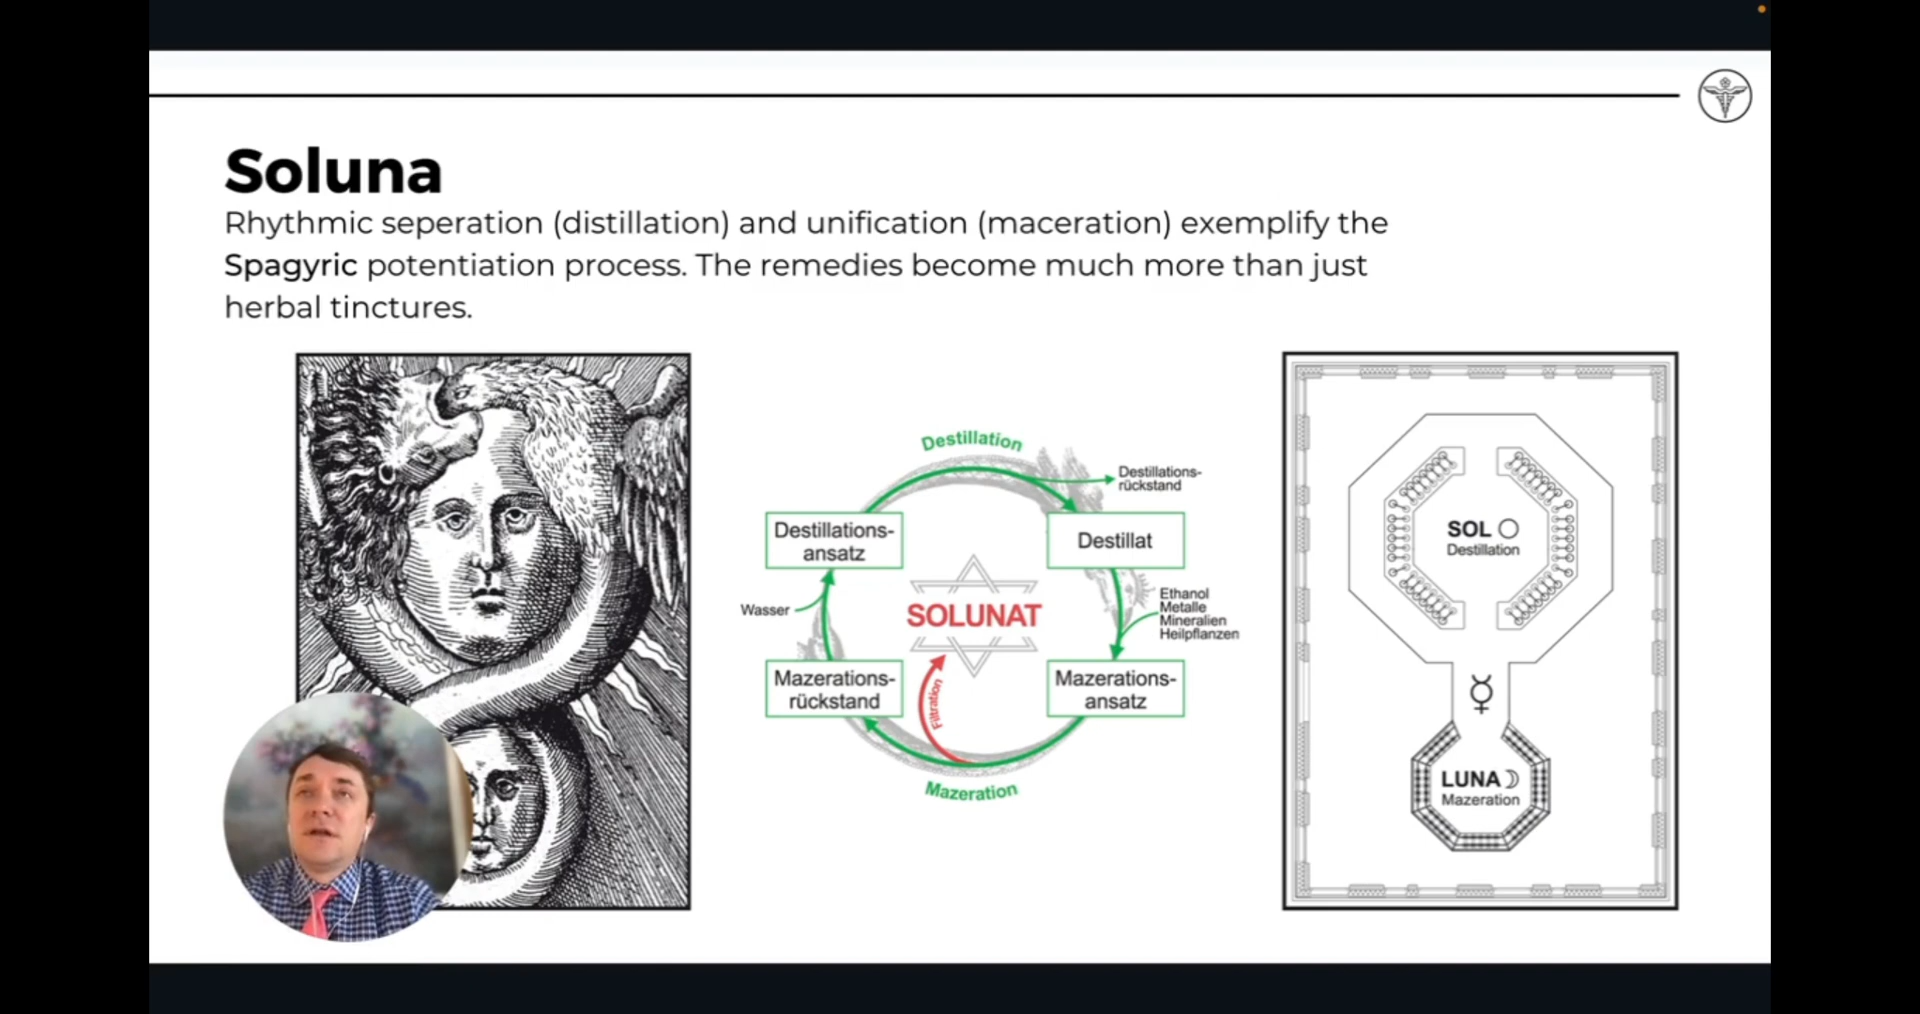 Soluna
Rhythmic seperation (distillation) and unification (maceration) exemplify the
Spagyric potentiation process. The remedies become much more than just
herbal tinctures.
Destillation
Destillations-
rückstand
Destillations-
ansatz
Destillat
Wasser
SOLUNAT
Ethanol
Metalle
Mineralien
Heilpflanzen
Mazerations-
rückstand
Filtration
Mazerations-
ansatz
Mazeration
SOL
Destillation
LUNA
Mazeration